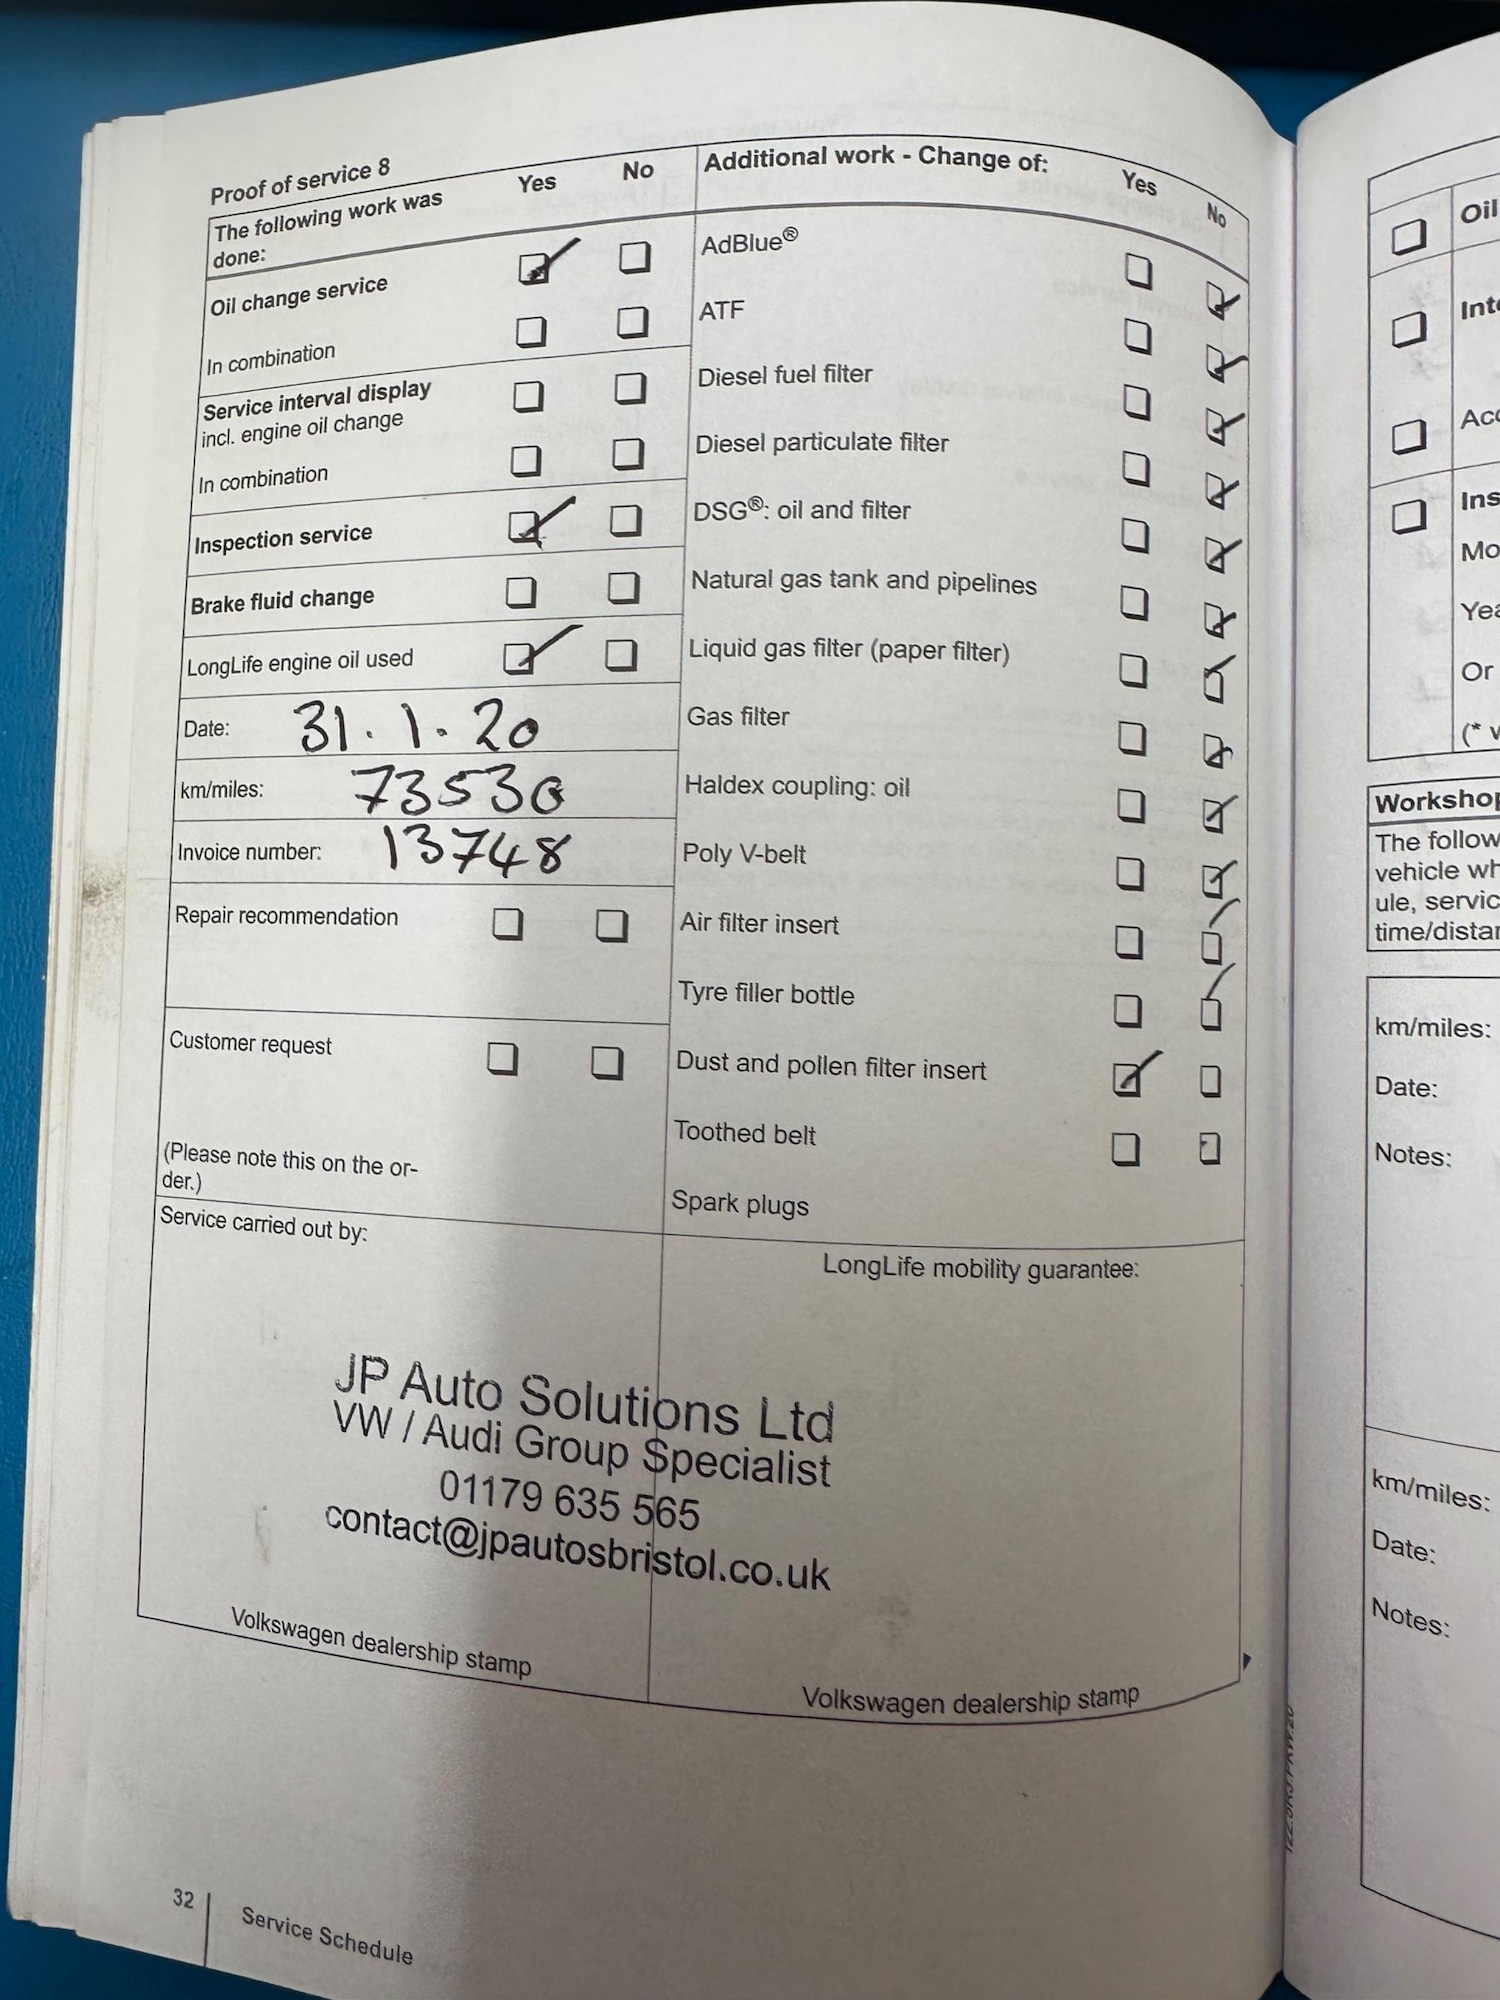 Proof of service 8
The following work was
done:
Yes
No
Oil change service
In combination
Service interval display
incl. engine oil change
In combination
Inspection service
Brake fluid change
LongLife engine oil used
Date: 31.1.20
km/miles: 73530
Invoice number: 13748
Repair recommendation
Customer request
(Please note this on the or-
der.)
Service carried out by:
Additional work - Change of:
Yes
No
AdBlue®
ATF
Diesel fuel filter
Diesel particulate filter
DSG®: oil and filter
Natural gas tank and pipelines
Liquid gas filter (paper filter)
Gas filter
Haldex coupling: oil
Poly V-belt
Air filter insert
Tyre filler bottle
Dust and pollen filter insert
Toothed belt
Spark plugs
LongLife mobility guarantee:
JP Auto Solutions Ltd
VW / Audi Group Specialist
01179 635 565
contact@jpautosbristol.co.uk
Volkswagen dealership stamp
Volkswagen dealership stamp
32
Service Schedule
Oil
Inte
Acc
Ins
Mo
Yea
Or
(* v
Workshop
The follow
vehicle wh
ule, servic
time/distan
km/miles:
Date:
Notes:
km/miles:
Date:
Notes: